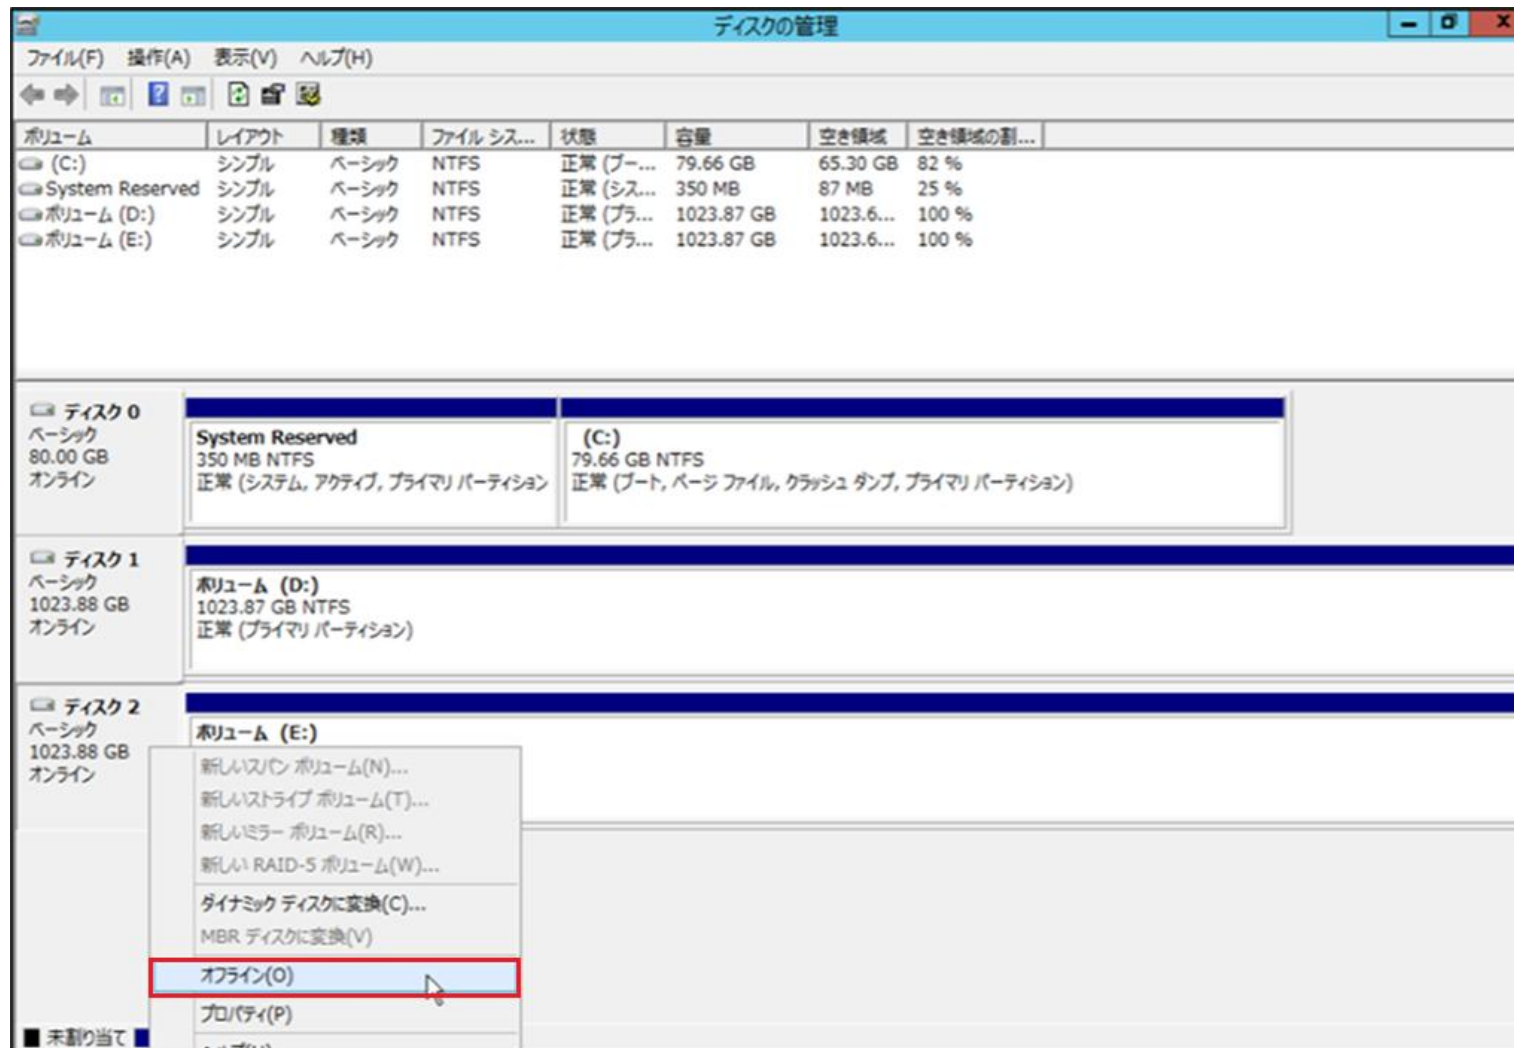 ディスクの管理
ファイル(F) 操作(A) 表示(V) ヘルプ(H)
ボリューム レイアウト 種類 ファイル シス... 状態 容量 空き領域 空き領域の割...
(C:) シンプル ベーシック NTFS 正常 (ブー... 79.66 GB 65.30 GB 82 %
System Reserved シンプル ベーシック NTFS 正常 (シス... 350 MB 87 MB 25 %
ボリューム (D:) シンプル ベーシック NTFS 正常 (プラ... 1023.87 GB 1023.6... 100 %
ボリューム (E:) シンプル ベーシック NTFS 正常 (プラ... 1023.87 GB 1023.6... 100 %
ディスク 0
ベーシック
80.00 GB
オンライン
System Reserved
350 MB NTFS
正常 (システム, アクティブ, プライマリ パーティション
(C:)
79.66 GB NTFS
正常 (ブート, ページ ファイル, クラッシュ ダンプ, プライマリ パーティション)
ディスク 1
ベーシック
1023.88 GB
オンライン
ボリューム (D:)
1023.87 GB NTFS
正常 (プライマリ パーティション)
ディスク 2
ベーシック
1023.88 GB
オンライン
ボリューム (E:)
新しいスパン ボリューム(N)...
新しいストライプ ボリューム(T)...
新しいミラー ボリューム(R)...
新しい RAID-5 ボリューム(W)...
ダイナミック ディスクに変換(C)...
MBR ディスクに変換(V)
オフライン(O)
プロパティ(P)
未割り当て